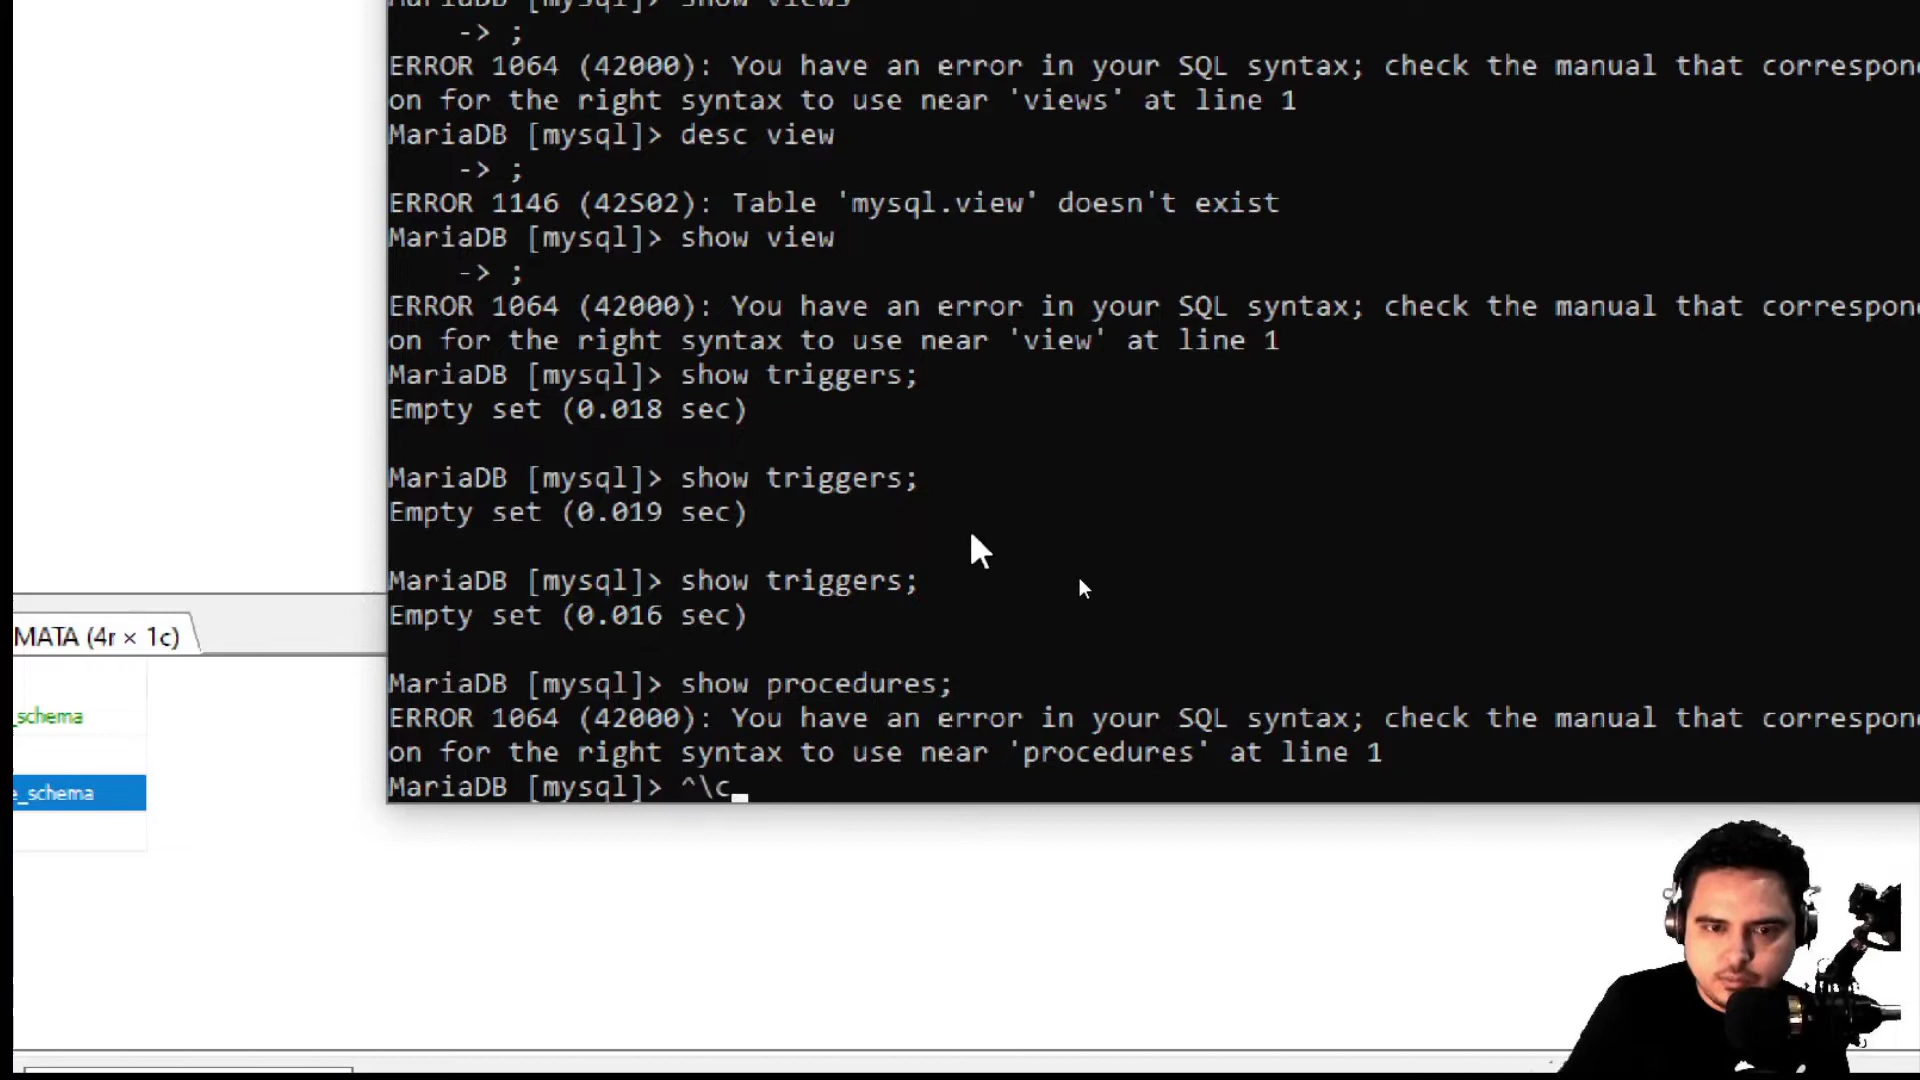 MariaDB [mysql]> show views
-> ;
ERROR 1064 (42000): You have an error in your SQL syntax; check the manual that correspon
on for the right syntax to use near 'views' at line 1
MariaDB [mysql]> desc view
-> ;
ERROR 1146 (42S02): Table 'mysql.view' doesn't exist
MariaDB [mysql]> show view
-> ;
ERROR 1064 (42000): You have an error in your SQL syntax; check the manual that correspon
on for the right syntax to use near 'view' at line 1
MariaDB [mysql]> show triggers;
Empty set (0.018 sec)
MariaDB [mysql]> show triggers;
Empty set (0.019 sec)
MariaDB [mysql]> show triggers;
Empty set (0.016 sec)
MariaDB [mysql]> show procedures;
ERROR 1064 (42000): You have an error in your SQL syntax; check the manual that correspon
on for the right syntax to use near 'procedures' at line 1
MariaDB [mysql]> ^\c
MATA (4r × 1c)
_schema
e_schema